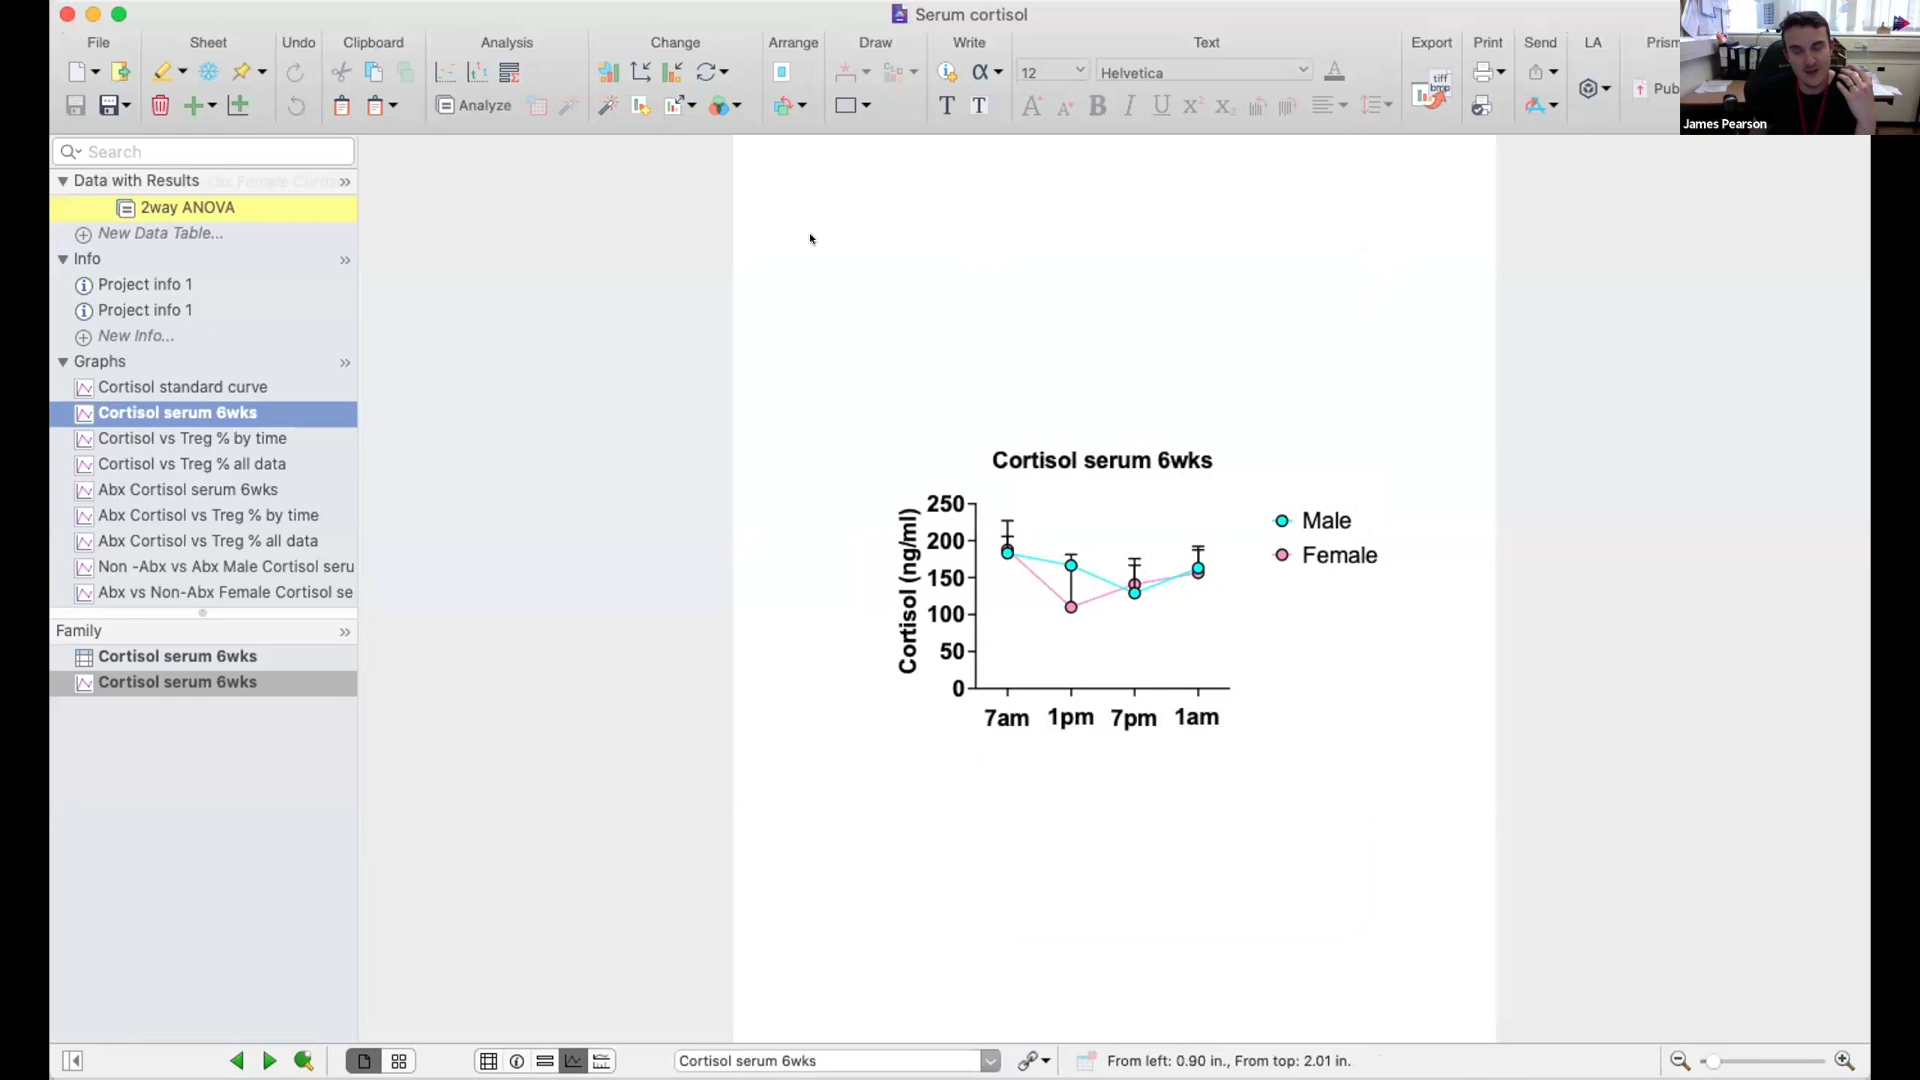 Serum cortisol
File
Sheet
Undo
Clipboard
Analysis
Change
Arrange
Draw
Write
Text
Export
Print
Send
LA
Prism
12
Helvetica
tiff
bmp
Analyze
Pub
James Pearson
Search
Data with Results
2way ANOVA
New Data Table...
Info
Project info 1
Project info 1
New Info...
Graphs
Cortisol standard curve
Cortisol serum 6wks
Cortisol vs Treg % by time
Cortisol vs Treg % all data
Abx Cortisol serum 6wks
Abx Cortisol vs Treg % by time
Abx Cortisol vs Treg % all data
Non -Abx vs Abx Male Cortisol seru
Abx vs Non-Abx Female Cortisol se
Family
Cortisol serum 6wks
Cortisol serum 6wks
Cortisol serum 6wks
Cortisol (ng/ml)
250
200
150
100
50
0
7am 1pm 7pm 1am
Male
Female
Cortisol serum 6wks
From left: 0.90 in., From top: 2.01 in.